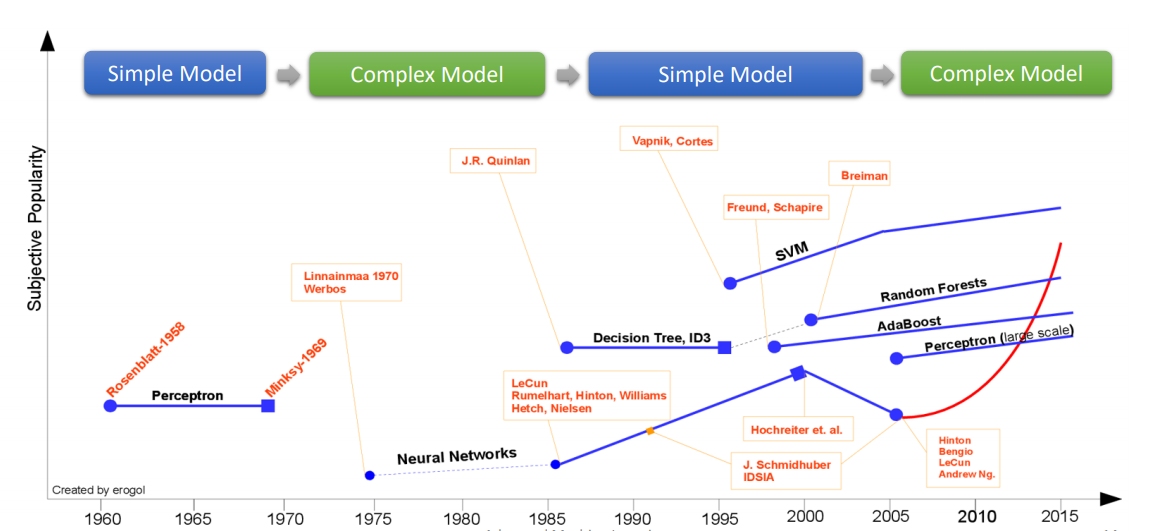 Simple Model
Complex Model
Simple Model
Complex Model
Subjective Popularity
Vapnik, Cortes
J.R. Quinlan
Breiman
Freund, Schapire
SVM
Linnainmaa 1970
Werbos
Random Forests
AdaBoost
Decision Tree, ID3
Perceptron (large scale)
Rosenblatt-1958
Minksy-1969
Perceptron
LeCun
Rumelhart, Hinton, Williams
Hetch, Nielsen
Hochreiter et. al.
Neural Networks
J. Schmidhuber
IDSIA
Hinton
Bengio
LeCun
Andrew Ng.
Created by erogol
1960
1965
1970
1975
1980
1985
1990
1995
2000
2005
2010
2015